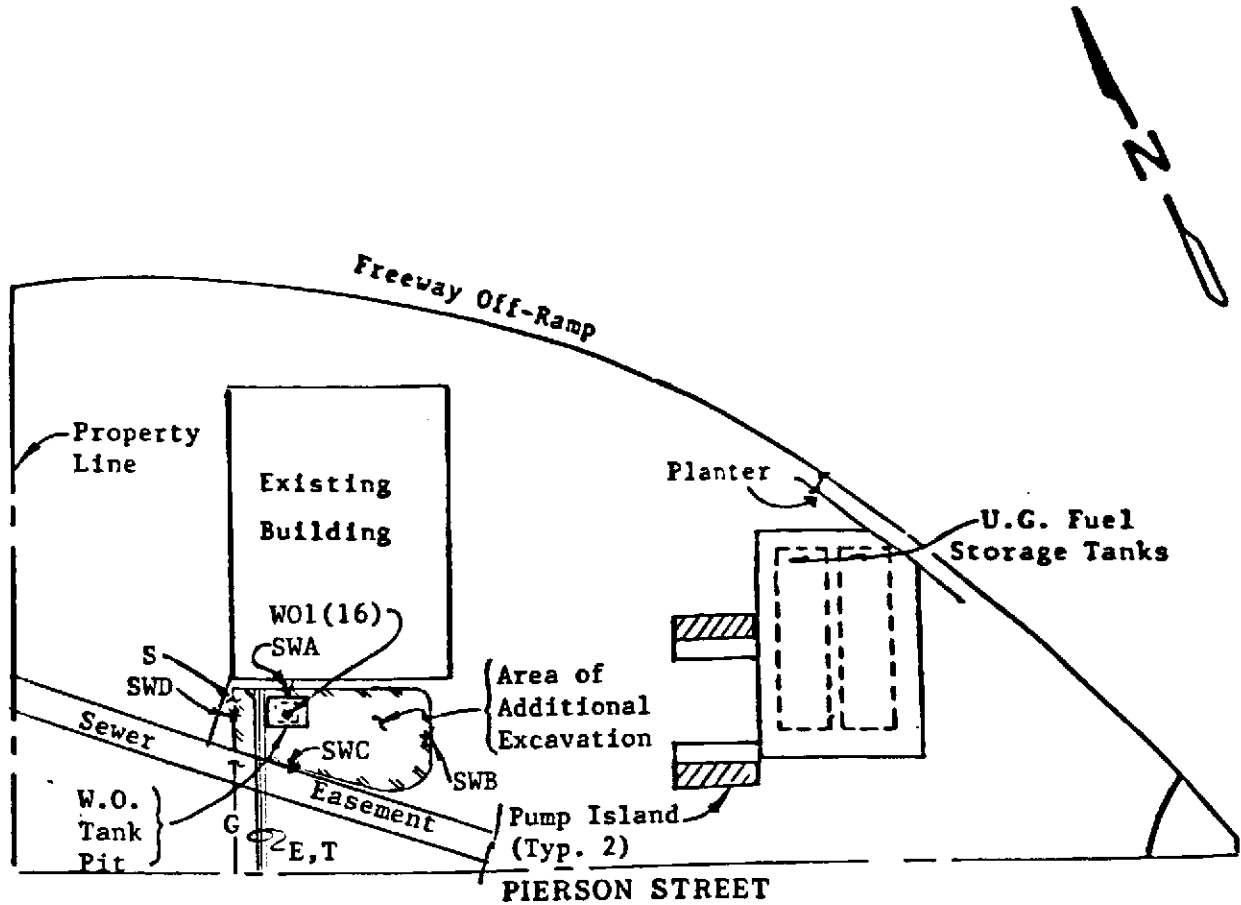 N
Freeway Off-Ramp
Property
Line
Existing
Building
Planter
U.G. Fuel
Storage Tanks
WO1(16)
SWA
S
SWD
Area of
Additional
Excavation
Sewer
SWC
SWB
Easement
W.O.
Tank
Pit
G
E,T
Pump Island
(Typ. 2)
PIERSON STREET